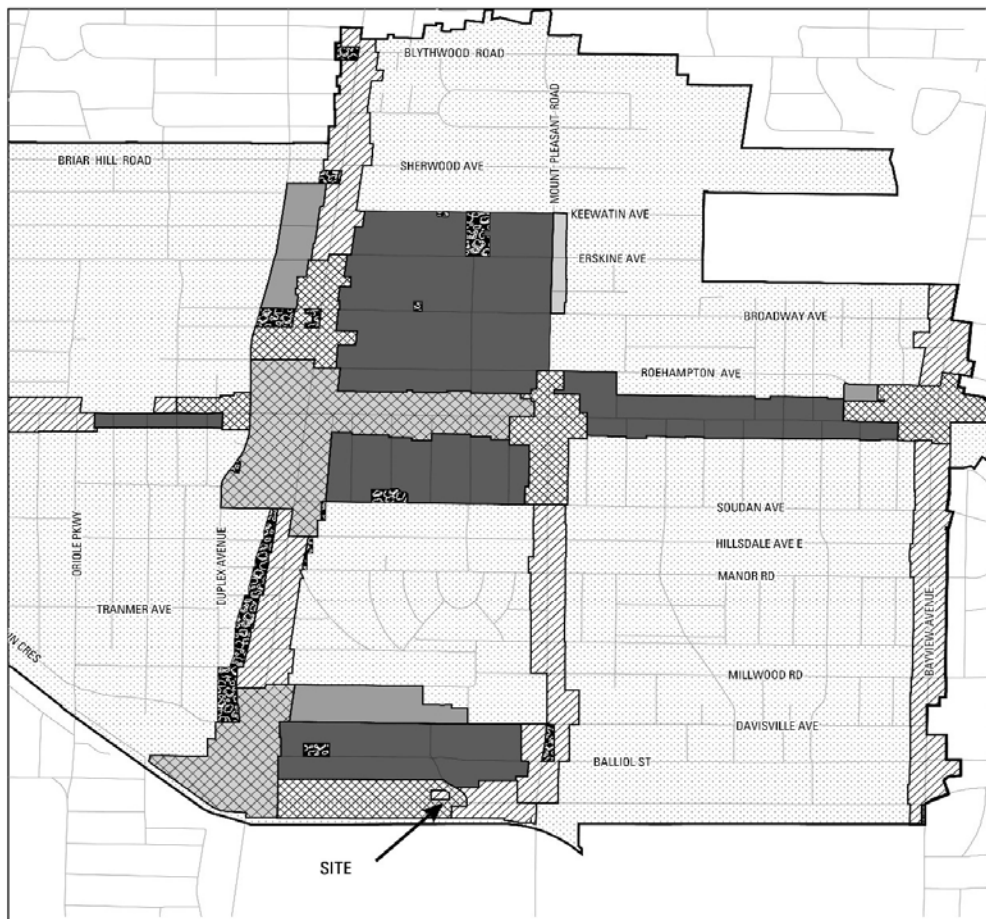 BLYTHWOOD ROAD
MOUNT PLEASANT ROAD
BRIAR HILL ROAD
SHERWOOD AVE
KEEWATIN AVE
ERSKINE AVE
BROADWAY AVE
ROEHAMPTON AVE
SOUDAN AVE
ORIOLE PKWY
DUPLEX AVENUE
HILLSDALE AVE E
MANOR RD
TRANMER AVE
BAYVIEW AVENUE
IN CRES
MILLWOOD RD
DAVISVILLE AVE
BALLIOL ST
SITE